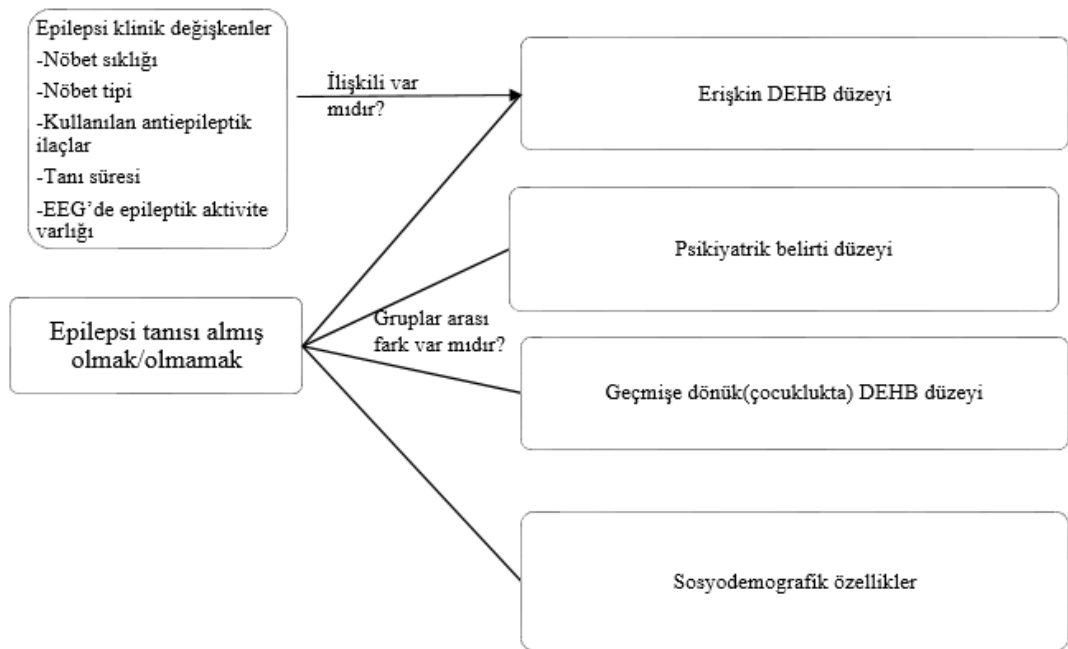 Epilepsi klinik değişkenler
-Nöbet sıklığı
-Nöbet tipi
-Kullanılan antiepileptik
ilaçlar
-Tanı süresi
-EEG’de epileptik aktivite
varlığı
İlişkili var
mıdır?
Erişkin DEHB düzeyi
Psikiyatrik belirti düzeyi
Epilepsi tanısı almış
olmak/olmamak
Gruplar arası
fark var mıdır?
Geçmişe dönük(çocuklukta) DEHB düzeyi
Sosyodemografik özellikler